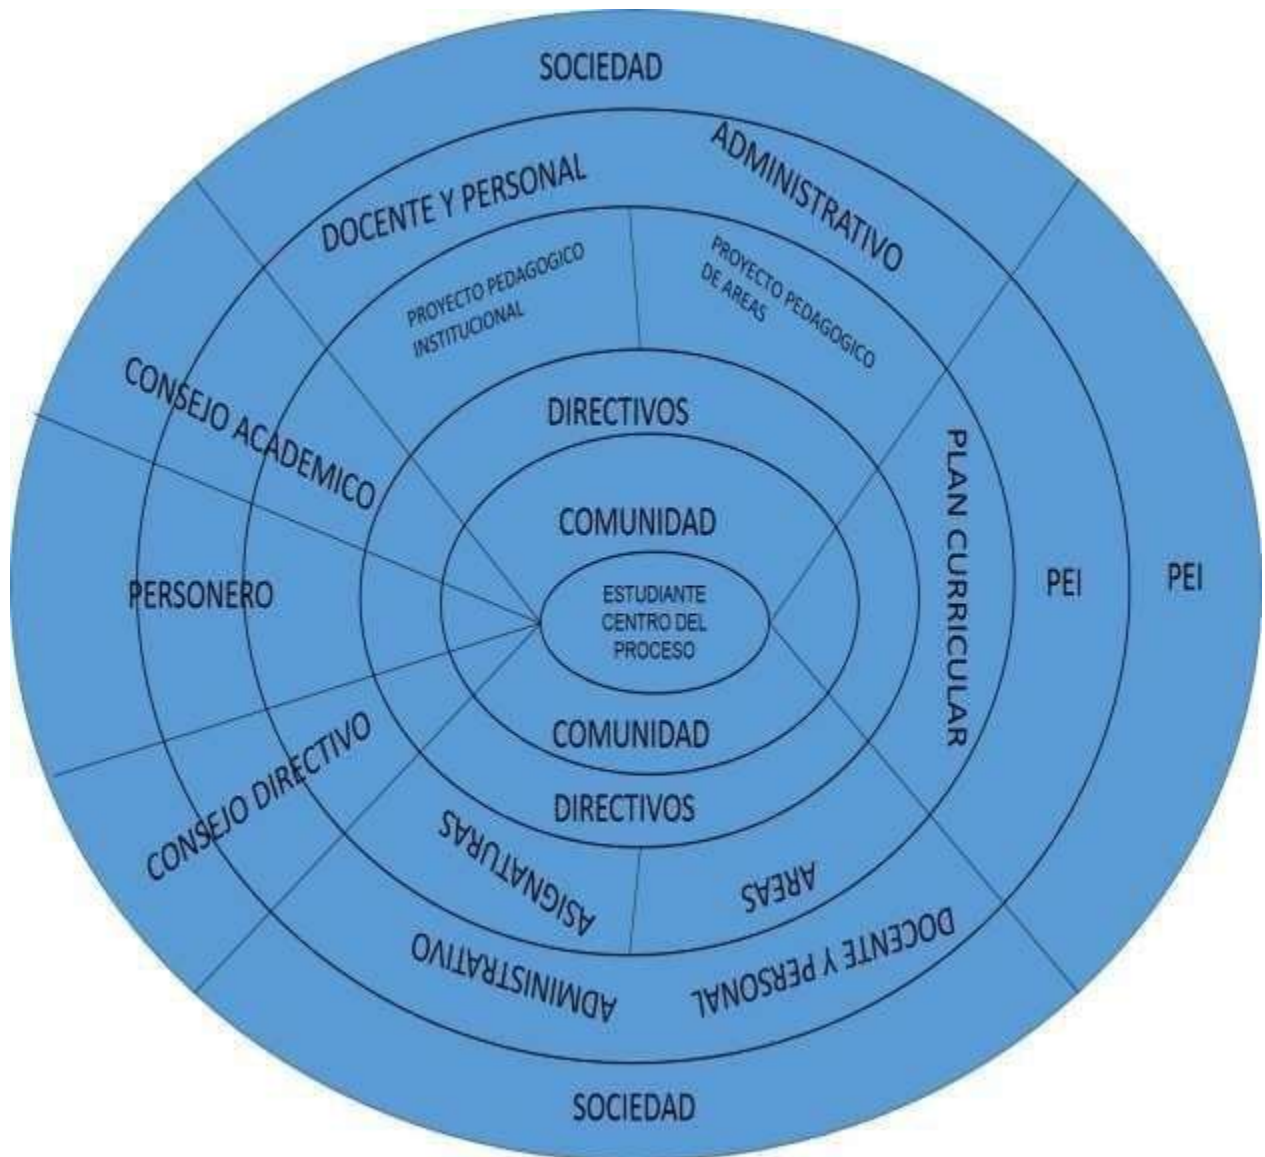 SOCIEDAD
DOCENTE Y PERSONAL
ADMINISTRATIVO
PROYECTO PEDAGOGICO
INSTITUCIONAL
PROYECTO PEDAGOGICO
DE AREAS
CONSEJO ACADEMICO
DIRECTIVOS
PLAN CURRICULAR
COMUNIDAD
PERSONERO
ESTUDIANTE
CENTRO DEL
PROCESO
PEI
PEI
COMUNIDAD
CONSEJO DIRECTIVO
DIRECTIVOS
ASIGNATURAS
AREAS
ADMINISTRATIVO
DOCENTE Y PERSONAL
SOCIEDAD